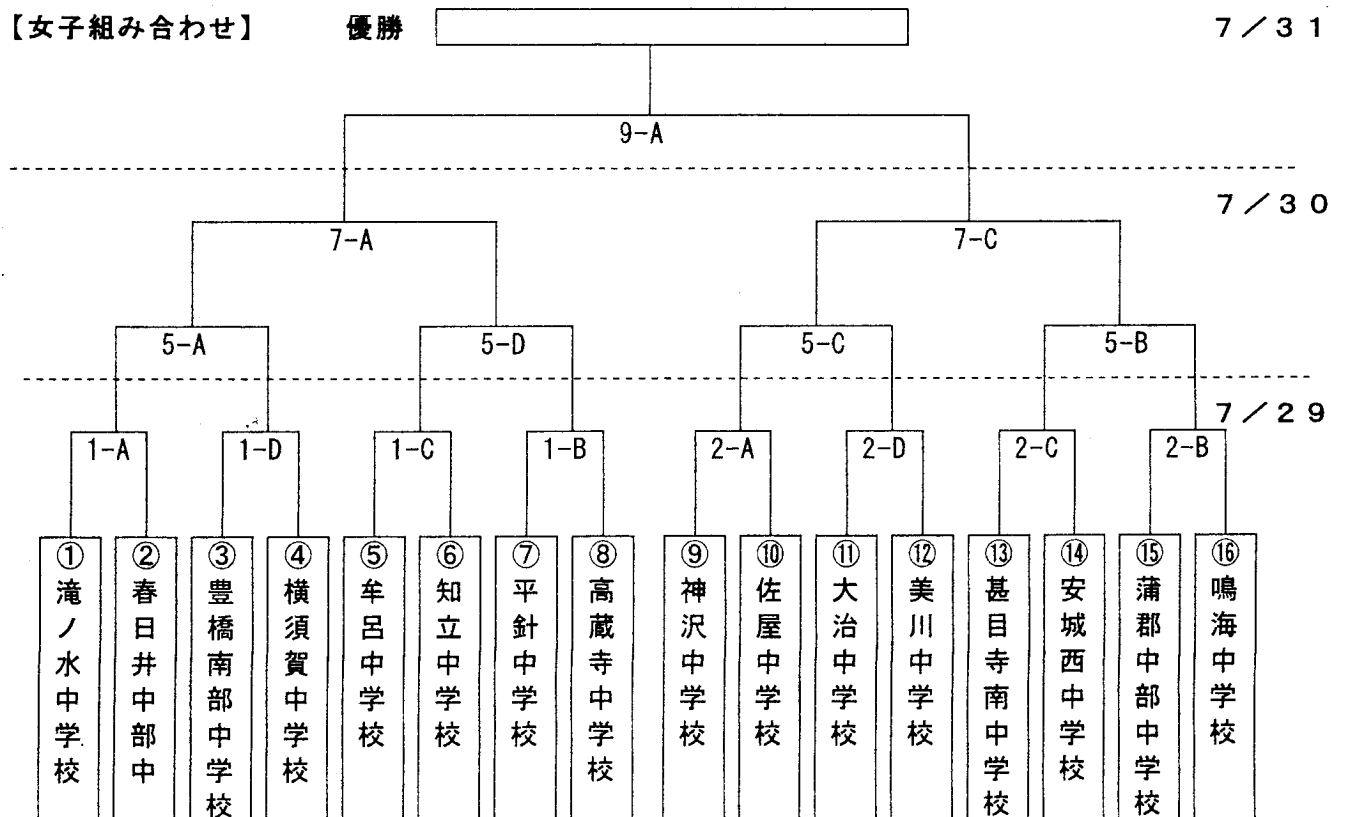 【女子組み合わせ】 優勝 7/31
9-A
7/30
7-A 7-C
5-A 5-D 5-C 5-B
7/29
1-A 1-D 1-C 1-B 2-A 2-D 2-C 2-B
①滝ノ水中学校
②春日井中部中
③豊橋南部中学校
④横須賀中学校
⑤牟呂中学校
⑥知立中学校
⑦平針中学校
⑧高蔵寺中学校
⑨神沢中学校
⑩佐屋中学校
⑪大治中学校
⑫美川中学校
⑬甚目寺南中学校
⑭安城西中学校
⑮蒲郡中部中学校
⑯鳴海中学校